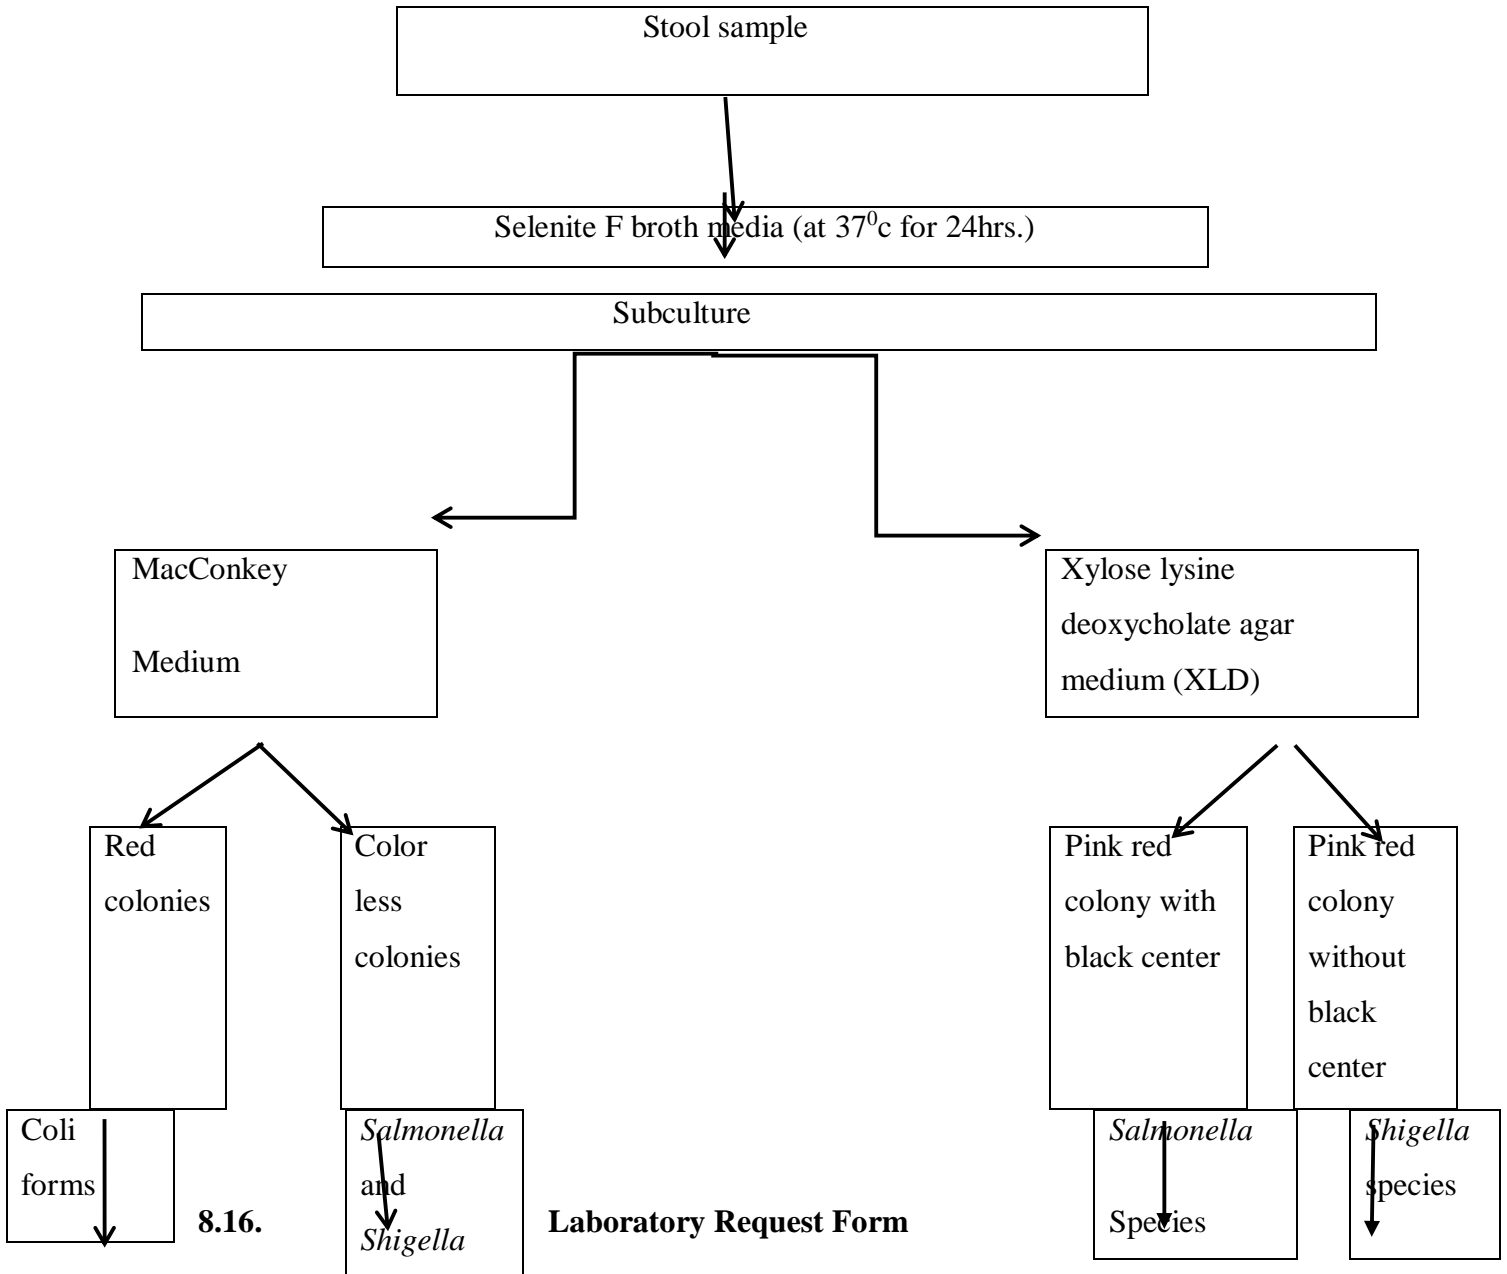 Stool sample
Selenite F broth media (at 37⁰c for 24hrs.)
Subculture
MacConkey
Medium
Xylose lysine
deoxycholate agar
medium (XLD)
Red
colonies
Color
less
colonies
Pink red
colony with
black center
Pink red
colony
without
black
center
Coli
forms
Salmonella
and
Shigella
Salmonella
Species
Shigella
species
8.16. Laboratory Request Form